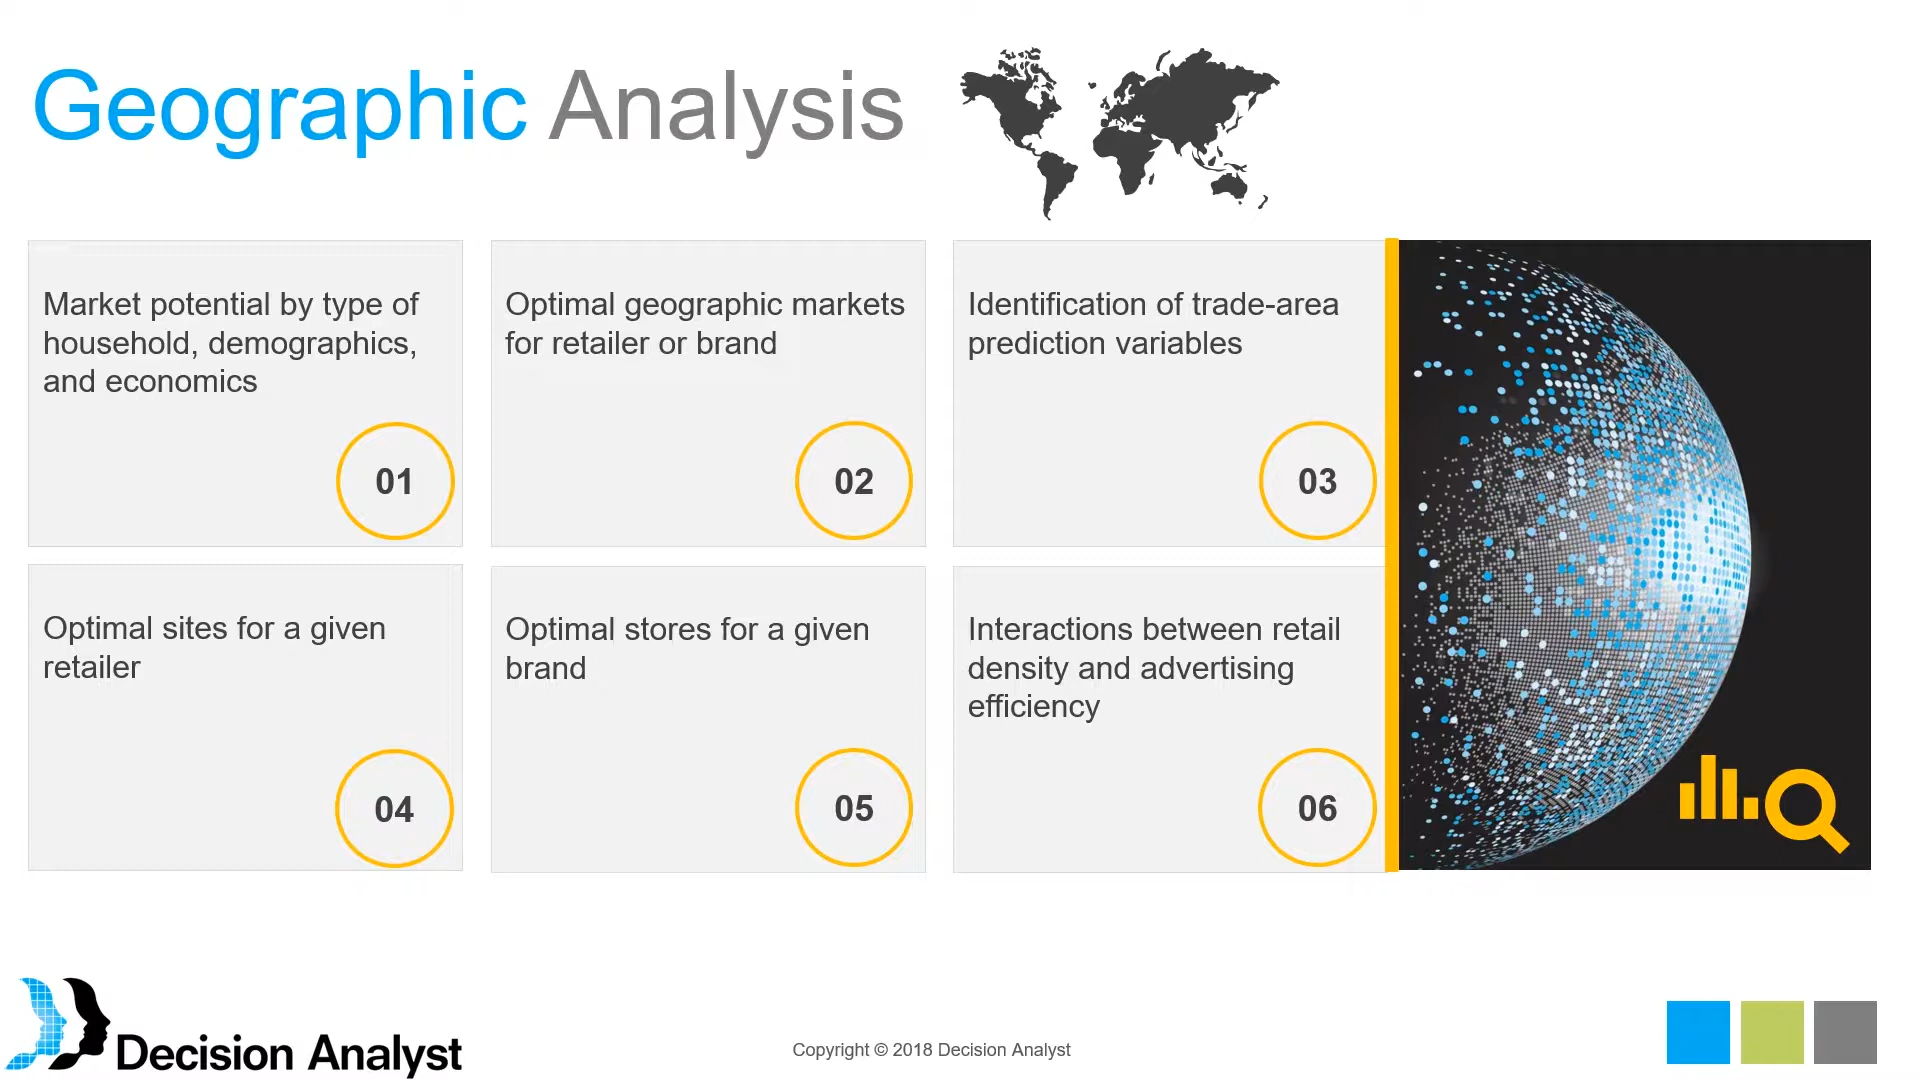 Geographic Analysis
Market potential by type of
household, demographics,
and economics
01
Optimal geographic markets
for retailer or brand
02
Identification of trade-area
prediction variables
03
Optimal sites for a given
retailer
04
Optimal stores for a given
brand
05
Interactions between retail
density and advertising
efficiency
06
Decision Analyst
Copyright © 2018 Decision Analyst